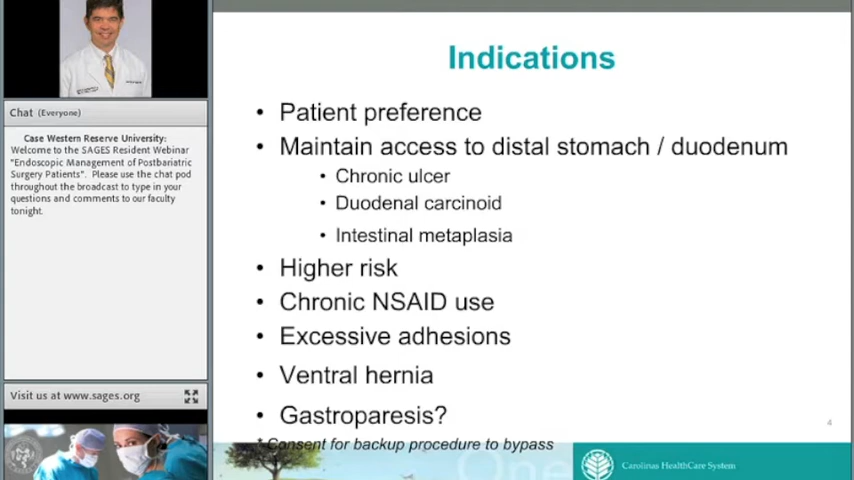 Chat (Everyone)
Case Western Reserve University:
Welcome to the SAGES Resident Webinar
"Endoscopic Management of Postbariatric
Surgery Patients". Please use the chat pod
throughout the broadcast to type in your
questions and comments to our faculty
tonight.
Visit us at www.sages.org
Indications
• Patient preference
• Maintain access to distal stomach / duodenum
• Chronic ulcer
• Duodenal carcinoid
• Intestinal metaplasia
• Higher risk
• Chronic NSAID use
• Excessive adhesions
• Ventral hernia
• Gastroparesis?
* Consent for backup procedure to bypass
4
One
Carolinas HealthCare System